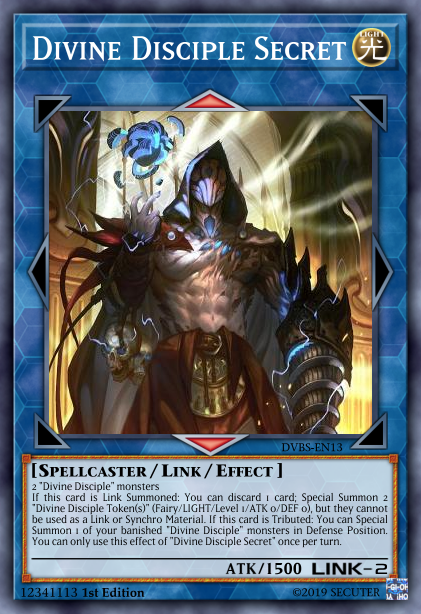 DIVINE DISCIPLE SECRET
LIGHT
光
DVBS-EN13
[SPELLCASTER / LINK / EFFECT ]
2 "Divine Disciple" monsters
If this card is Link Summoned: You can discard 1 card; Special Summon 2
"Divine Disciple Token(s)" (Fairy/LIGHT/Level 1/ATK 0/DEF 0), but they cannot
be used as a Link or Synchro Material. If this card is Tributed: You can Special
Summon 1 of your banished "Divine Disciple" monsters in Defense Position.
You can only use this effect of "Divine Disciple Secret" once per turn.
ATK/1500 LINK-2
12341113 1st Edition ©2019 SECUTER